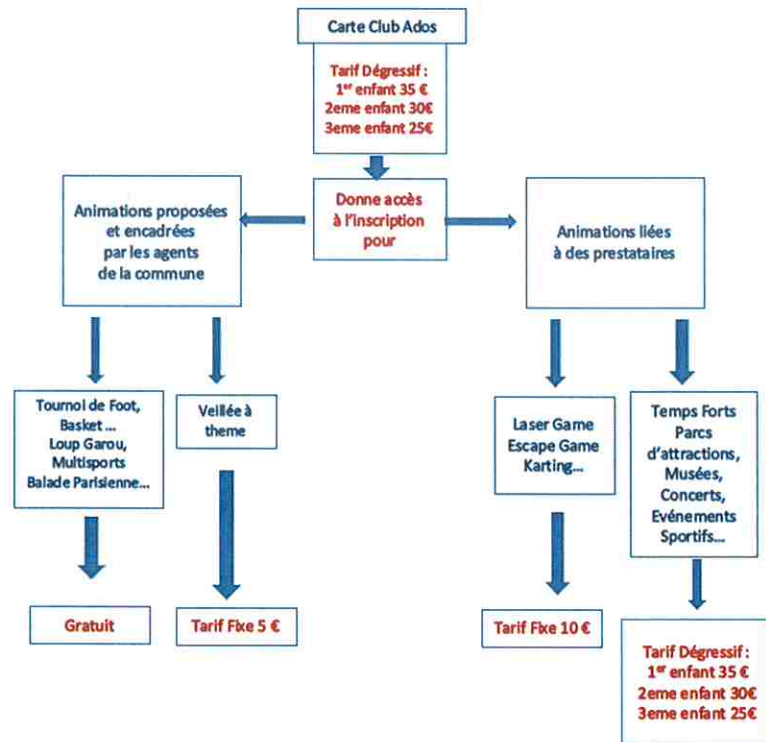 Carte Club Ados
Tarif Dégressif :
1er enfant 35 €
2eme enfant 30€
3eme enfant 25€
Donne accès
à l'inscription
pour
Animations proposées
et encadrées
par les agents
de la commune
Animations liées
à des prestataires
Tournoi de Foot,
Basket ...
Loup Garou,
Multisports
Balade Parisienne...
Veillée à
theme
Laser Game
Escape Game
Karting...
Temps Forts
Parcs
d'attractions,
Musées,
Concerts,
Evénements
Sportifs...
Gratuit
Tarif Fixe 5 €
Tarif Fixe 10 €
Tarif Dégressif :
1er enfant 35 €
2eme enfant 30€
3eme enfant 25€